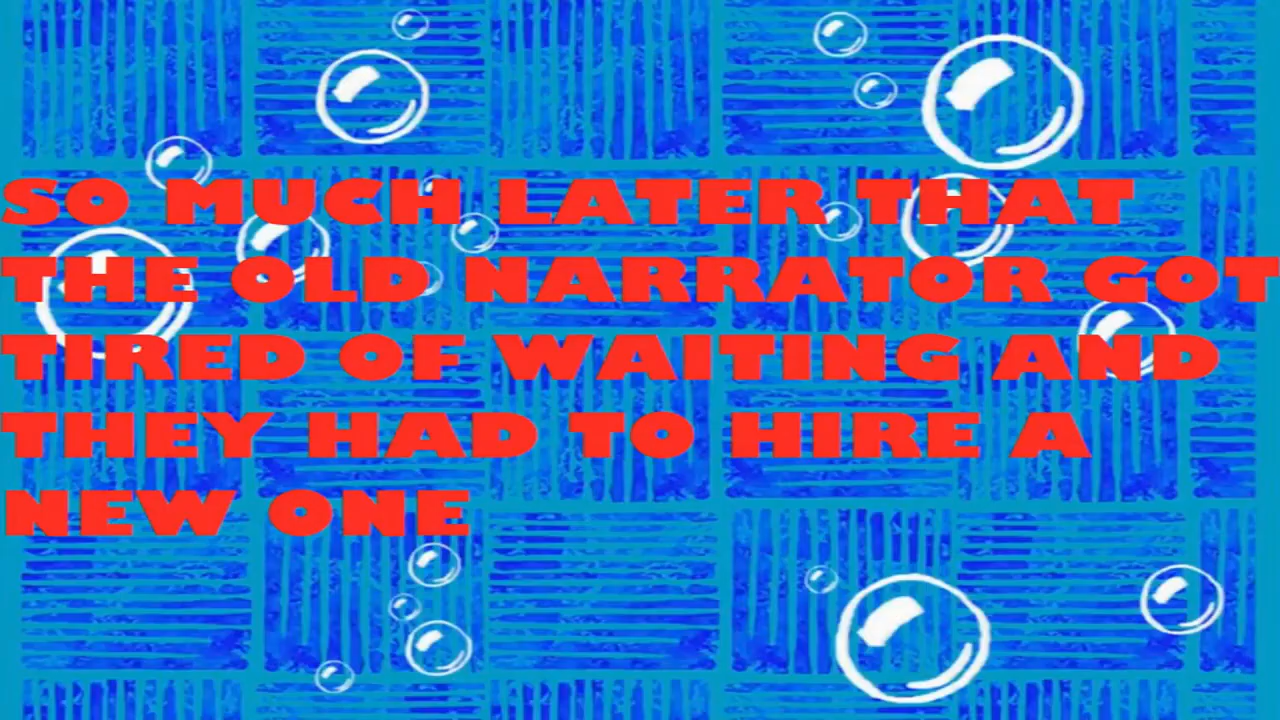 SO MUCH LATER THAT
THE OLD NARRATOR GOT
TIRED OF WAITING AND
THEY HAD TO HIRE A
NEW ONE